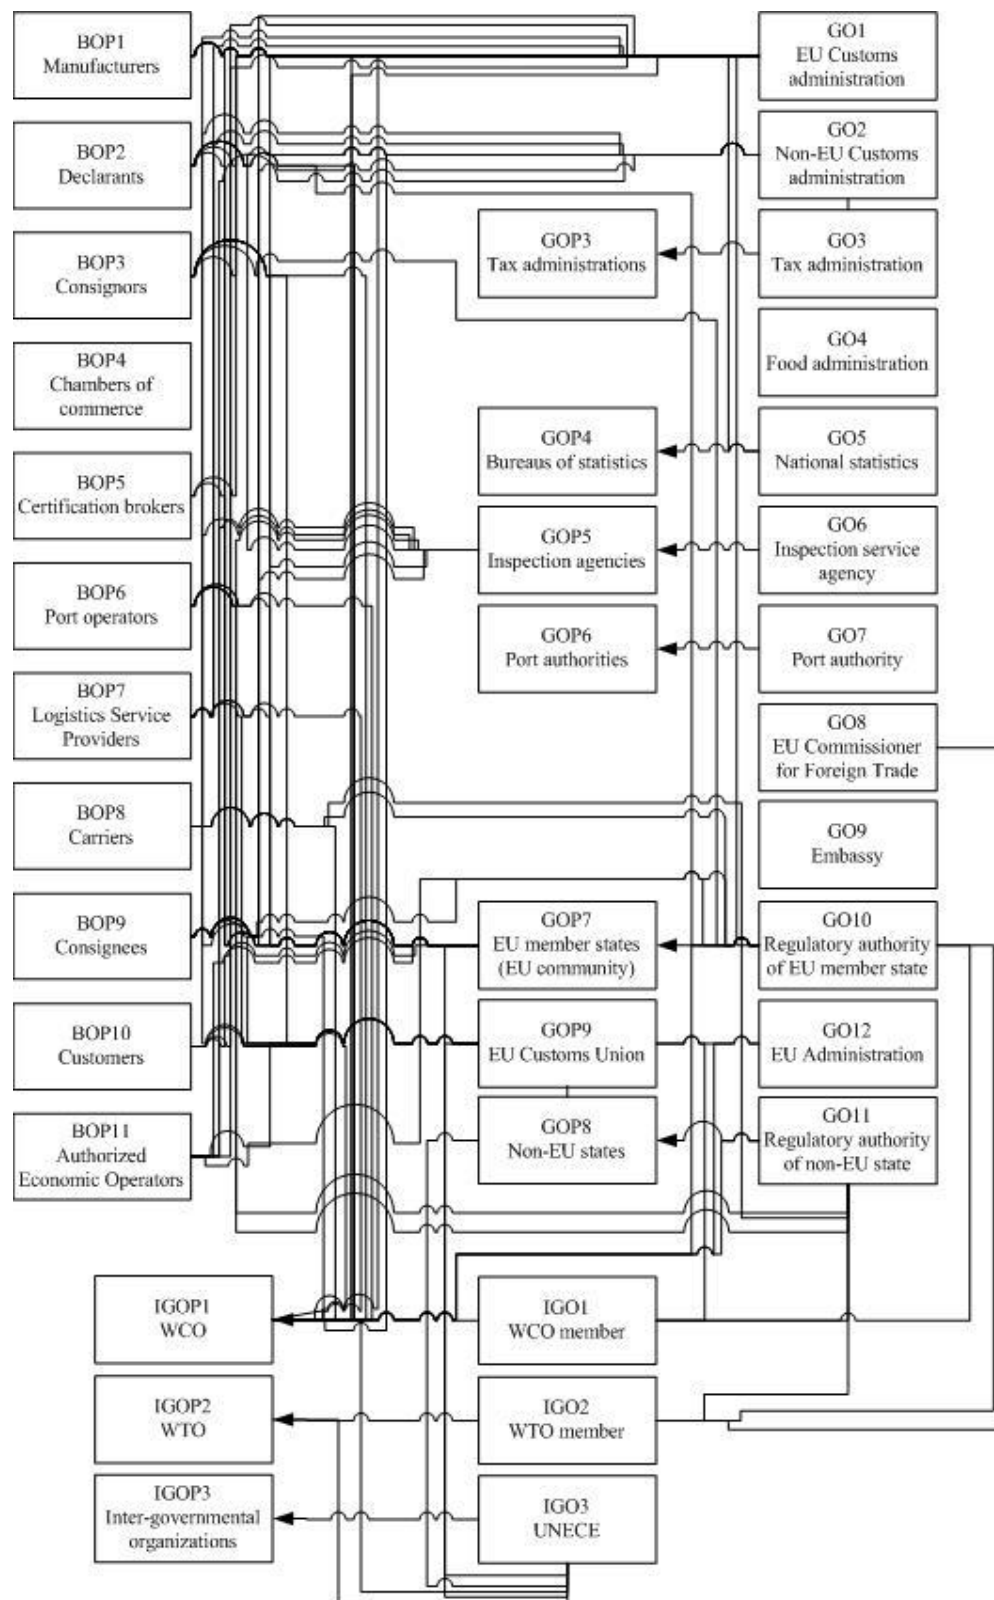 BOP1
Manufacturers
BOP2
Declarants
BOP3
Consignors
BOP4
Chambers of
commerce
BOP5
Certification brokers
BOP6
Port operators
BOP7
Logistics Service
Providers
BOP8
Carriers
BOP9
Consignees
BOP10
Customers
BOP11
Authorized
Economic Operators
GOP3
Tax administrations
GOP4
Bureaus of statistics
GOP5
Inspection agencies
GOP6
Port authorities
GOP7
EU member states
(EU community)
GOP9
EU Customs Union
GOP8
Non-EU states
GO1
EU Customs
administration
GO2
Non-EU Customs
administration
GO3
Tax administration
GO4
Food administration
GO5
National statistics
GO6
Inspection service
agency
GO7
Port authority
GO8
EU Commissioner
for Foreign Trade
GO9
Embassy
GO10
Regulatory authority
of EU member state
GO12
EU Administration
GO11
Regulatory authority
of non-EU state
IGOP1
WCO
IGOP2
WTO
IGOP3
Inter-governmental
organizations
IGO1
WCO member
IGO2
WTO member
IGO3
UNECE